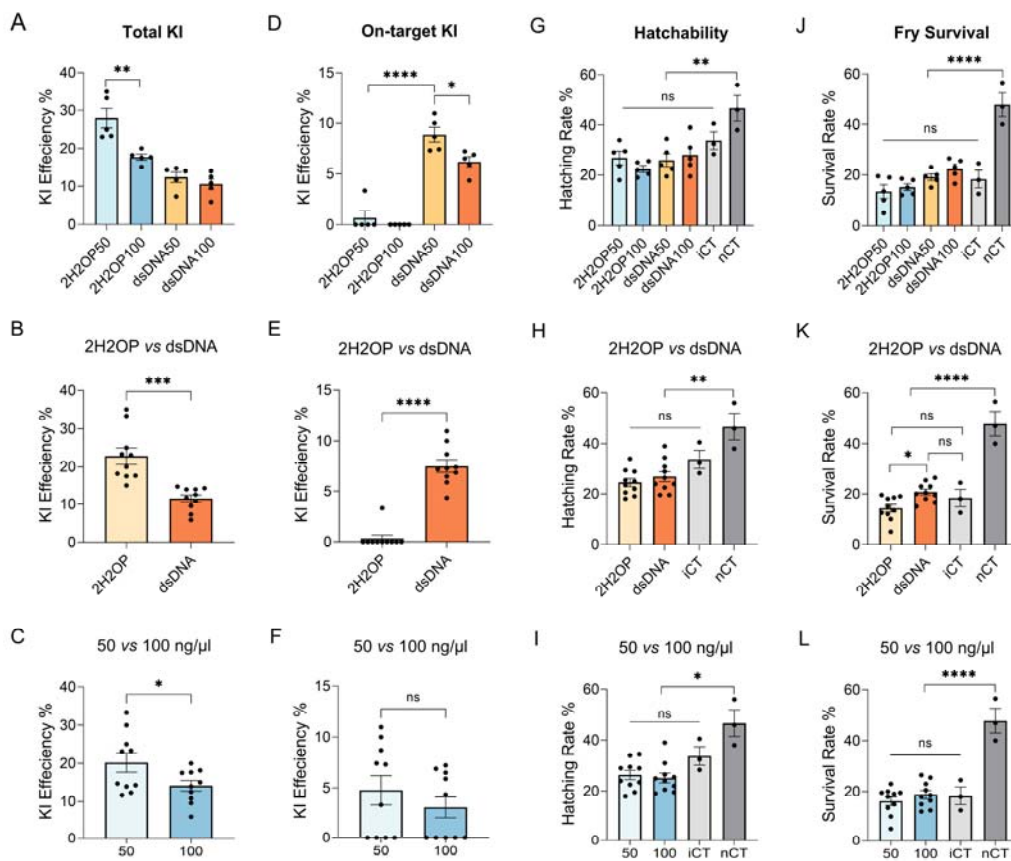 A
Total KI
KI Effeciency %
40
30
20
10
0
**
2H2OP50
2H2OP100
dsDNA50
dsDNA100
D
On-target KI
KI Effeciency %
15
10
5
0
****
*
2H2OP50
2H2OP100
dsDNA50
dsDNA100
G
Hatchability
Hatching Rate %
60
40
20
0
**
ns
2H2OP50
2H2OP100
dsDNA50
dsDNA100
iCT
nCT
J
Fry Survival
Survival Rate %
60
40
20
0
****
ns
2H2OP50
2H2OP100
dsDNA50
dsDNA100
iCT
nCT
B
2H2OP vs dsDNA
KI Effeciency %
40
30
20
10
0
***
2H2OP
dsDNA
E
2H2OP vs dsDNA
KI Effeciency %
15
10
5
0
****
2H2OP
dsDNA
H
2H2OP vs dsDNA
Hatching Rate %
60
40
20
0
**
ns
2H2OP
dsDNA
iCT
nCT
K
2H2OP vs dsDNA
Survival Rate %
60
40
20
0
****
ns
*
ns
2H2OP
dsDNA
iCT
nCT
C
50 vs 100 ng/µl
KI Effeciency %
40
30
20
10
0
*
50
100
F
50 vs 100 ng/µl
KI Effeciency %
15
10
5
0
ns
50
100
I
50 vs 100 ng/µl
Hatching Rate %
60
40
20
0
*
ns
50
100
iCT
nCT
L
50 vs 100 ng/µl
Survival Rate %
60
40
20
0
****
ns
50
100
iCT
nCT